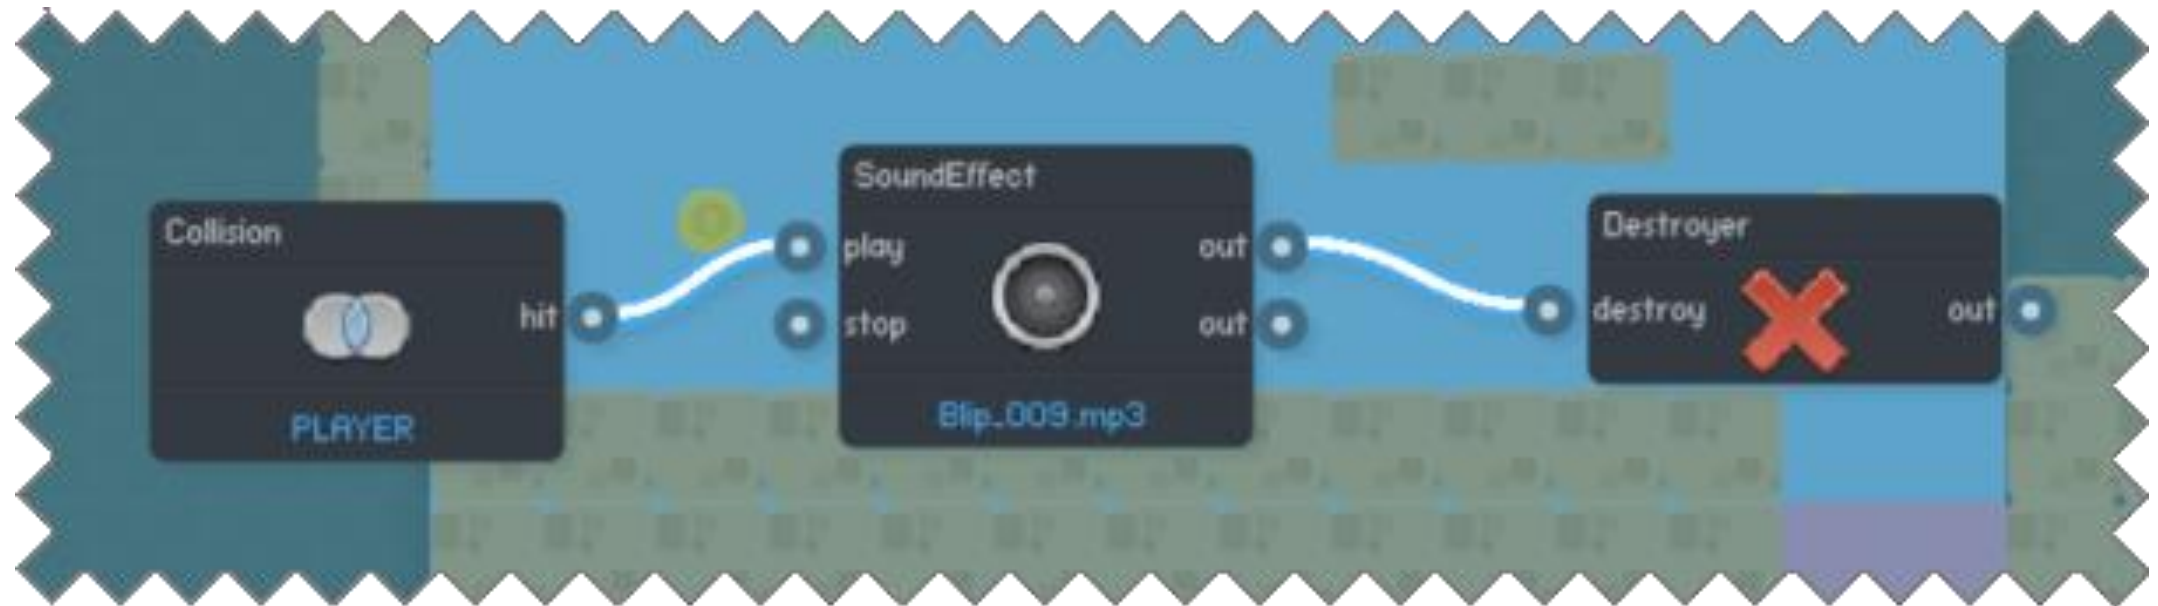 Collision
hit
PLAYER
SoundEffect
play
out
stop
out
Blip_009.mp3
Destroyer
destroy
out